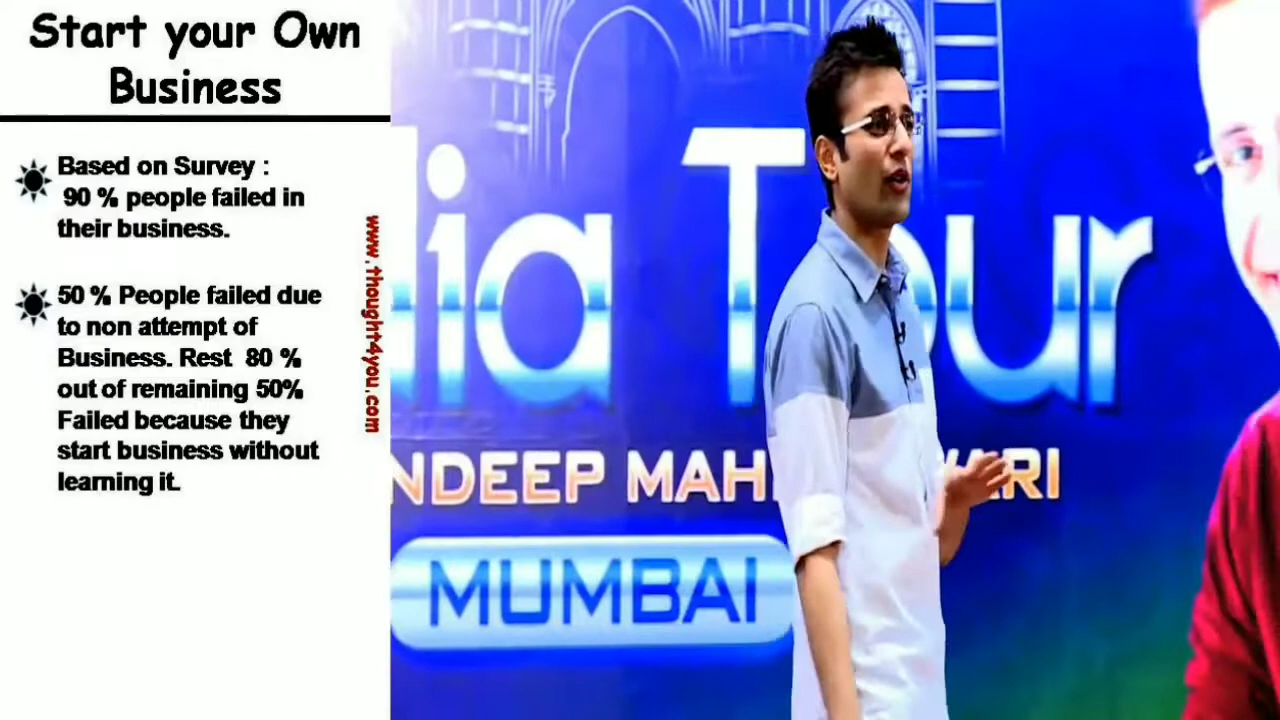 Start your Own
Business
Based on Survey :
90 % people failed in
their business.
50 % People failed due
to non attempt of
Business. Rest 80 %
out of remaining 50%
Failed because they
start business without
learning it.
www.thought4you.com
dia Tour
NDEEP MAH WARI
MUMBAI